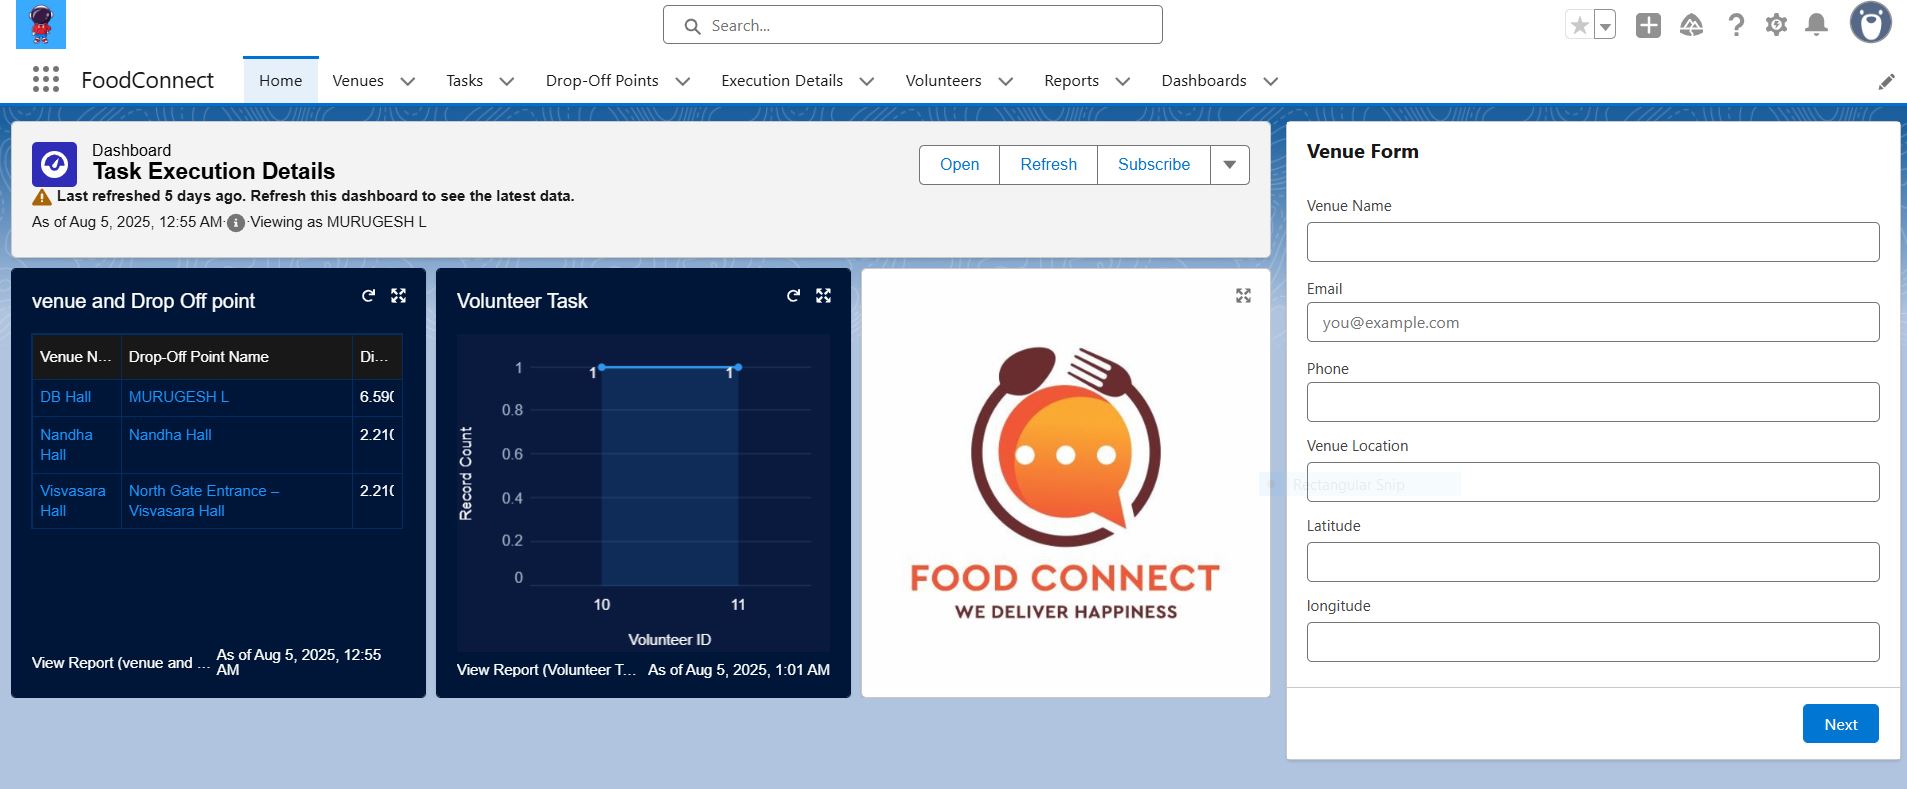 Search...
FoodConnect
Home
Venues
Tasks
Drop-Off Points
Execution Details
Volunteers
Reports
Dashboards
Dashboard
Task Execution Details
Last refreshed 5 days ago. Refresh this dashboard to see the latest data.
As of Aug 5, 2025, 12:55 AM·Viewing as MURUGESH L
Open
Refresh
Subscribe
venue and Drop Off point
Venue N...
Drop-Off Point Name
Di...
DB Hall
MURUGESH L
6.590
Nandha
Hall
Nandha Hall
2.210
Visvasara
Hall
North Gate Entrance –
Visvasara Hall
2.210
View Report (venue and ...
As of Aug 5, 2025, 12:55
AM
Volunteer Task
Record Count
1
0.8
0.6
0.4
0.2
0
1
1
10
11
Volunteer ID
View Report (Volunteer T...
As of Aug 5, 2025, 1:01 AM
FOOD CONNECT
WE DELIVER HAPPINESS
Venue Form
Venue Name
Email
you@example.com
Phone
Venue Location
Rectangular Snip
Latitude
longitude
Next